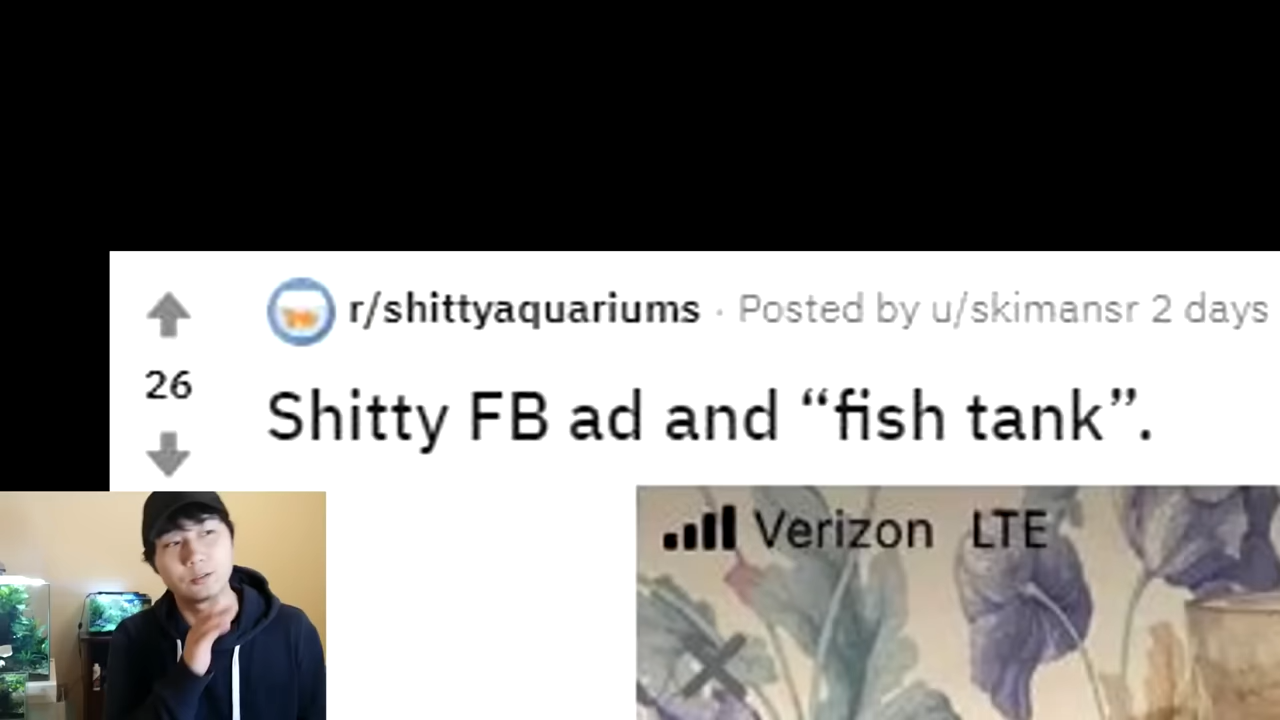 r/shittyaquariums · Posted by u/skimansr 2 days
26
Shitty FB ad and “fish tank”.
Verizon LTE